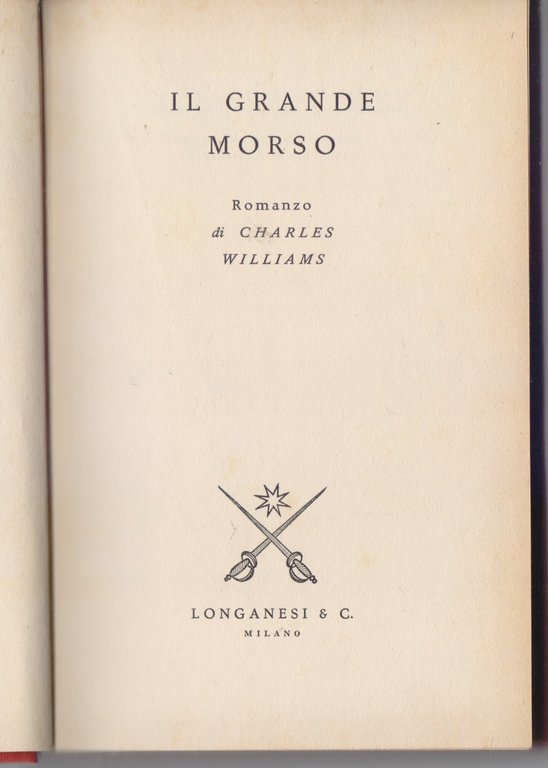 IL GRANDE
MORSO
Romanzo
di CHARLES
WILLIAMS
LONGANESI & C.
MILANO